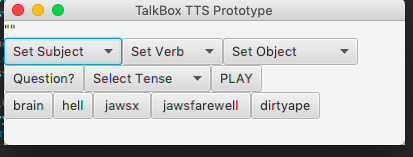 TalkBox TTS Prototype
""
Set Subject Set Verb Set Object
Question? Select Tense PLAY
brain hell jawsx jawsfarewell dirtyape